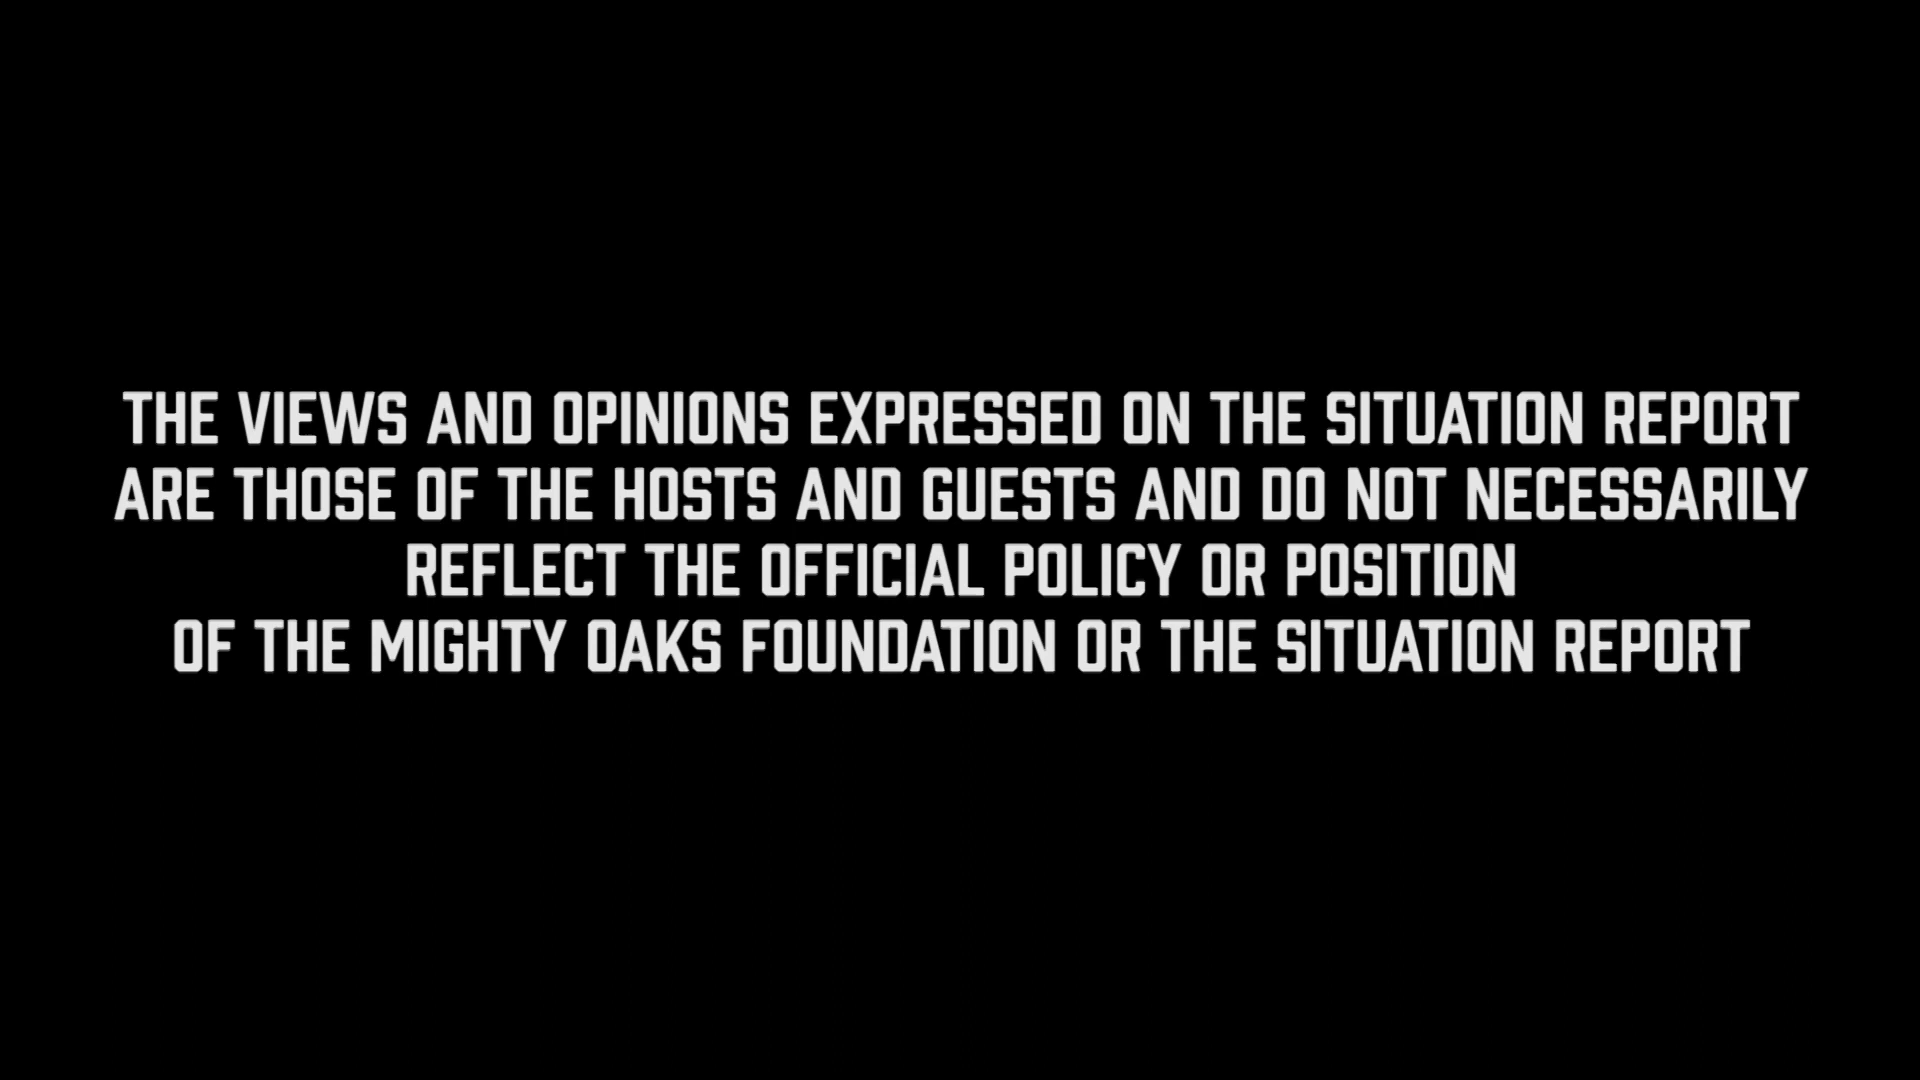 THE VIEWS AND OPINIONS EXPRESSED ON THE SITUATION REPORT
ARE THOSE OF THE HOSTS AND GUESTS AND DO NOT NECESSARILY
REFLECT THE OFFICIAL POLICY OR POSITION
OF THE MIGHTY OAKS FOUNDATION OR THE SITUATION REPORT